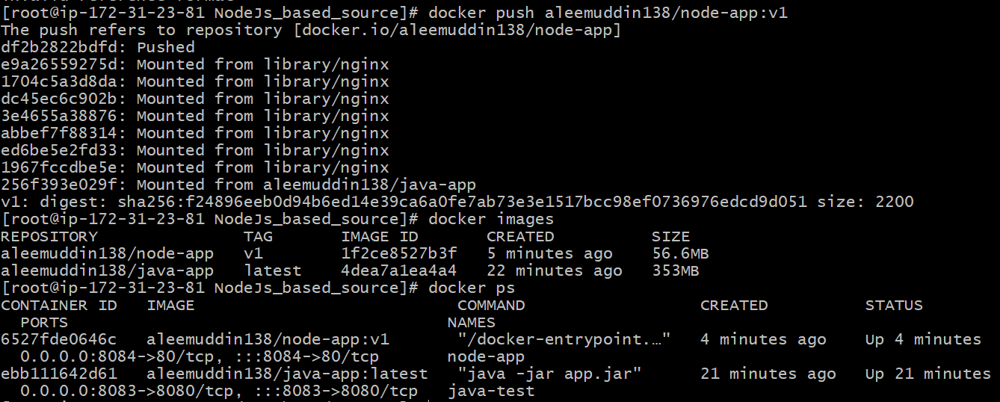 [root@ip-172-31-23-81 NodeJs_based_source]# docker push aleemuddin138/node-app:v1
The push refers to repository [docker.io/aleemuddin138/node-app]
df2b2822bdfd: Pushed
e9a26559275d: Mounted from library/nginx
1704c5a3d8da: Mounted from library/nginx
dc45ec6c902b: Mounted from library/nginx
3e4655a38876: Mounted from library/nginx
abbef7f88314: Mounted from library/nginx
ed6be5e2fd33: Mounted from library/nginx
1967fccdbe5e: Mounted from library/nginx
256f393e029f: Mounted from aleemuddin138/java-app
v1: digest: sha256:f24896eeb0d94b6ed14e39ca6a0fe7ab73e3e1517bcc98ef0736976edcd9d051 size: 2200
[root@ip-172-31-23-81 NodeJs_based_source]# docker images
REPOSITORY TAG IMAGE ID CREATED SIZE
aleemuddin138/node-app v1 1f2ce8527b3f 5 minutes ago 56.6MB
aleemuddin138/java-app latest 4dea7a1ea4a4 22 minutes ago 353MB
[root@ip-172-31-23-81 NodeJs_based_source]# docker ps
CONTAINER ID IMAGE COMMAND CREATED STATUS
PORTS NAMES
6527fde0646c aleemuddin138/node-app:v1 "/docker-entrypoint.…" 4 minutes ago Up 4 minutes
0.0.0.0:8084->80/tcp, :::8084->80/tcp node-app
ebb111642d61 aleemuddin138/java-app:latest "java -jar app.jar" 21 minutes ago Up 21 minutes
0.0.0.0:8083->8080/tcp, :::8083->8080/tcp java-test